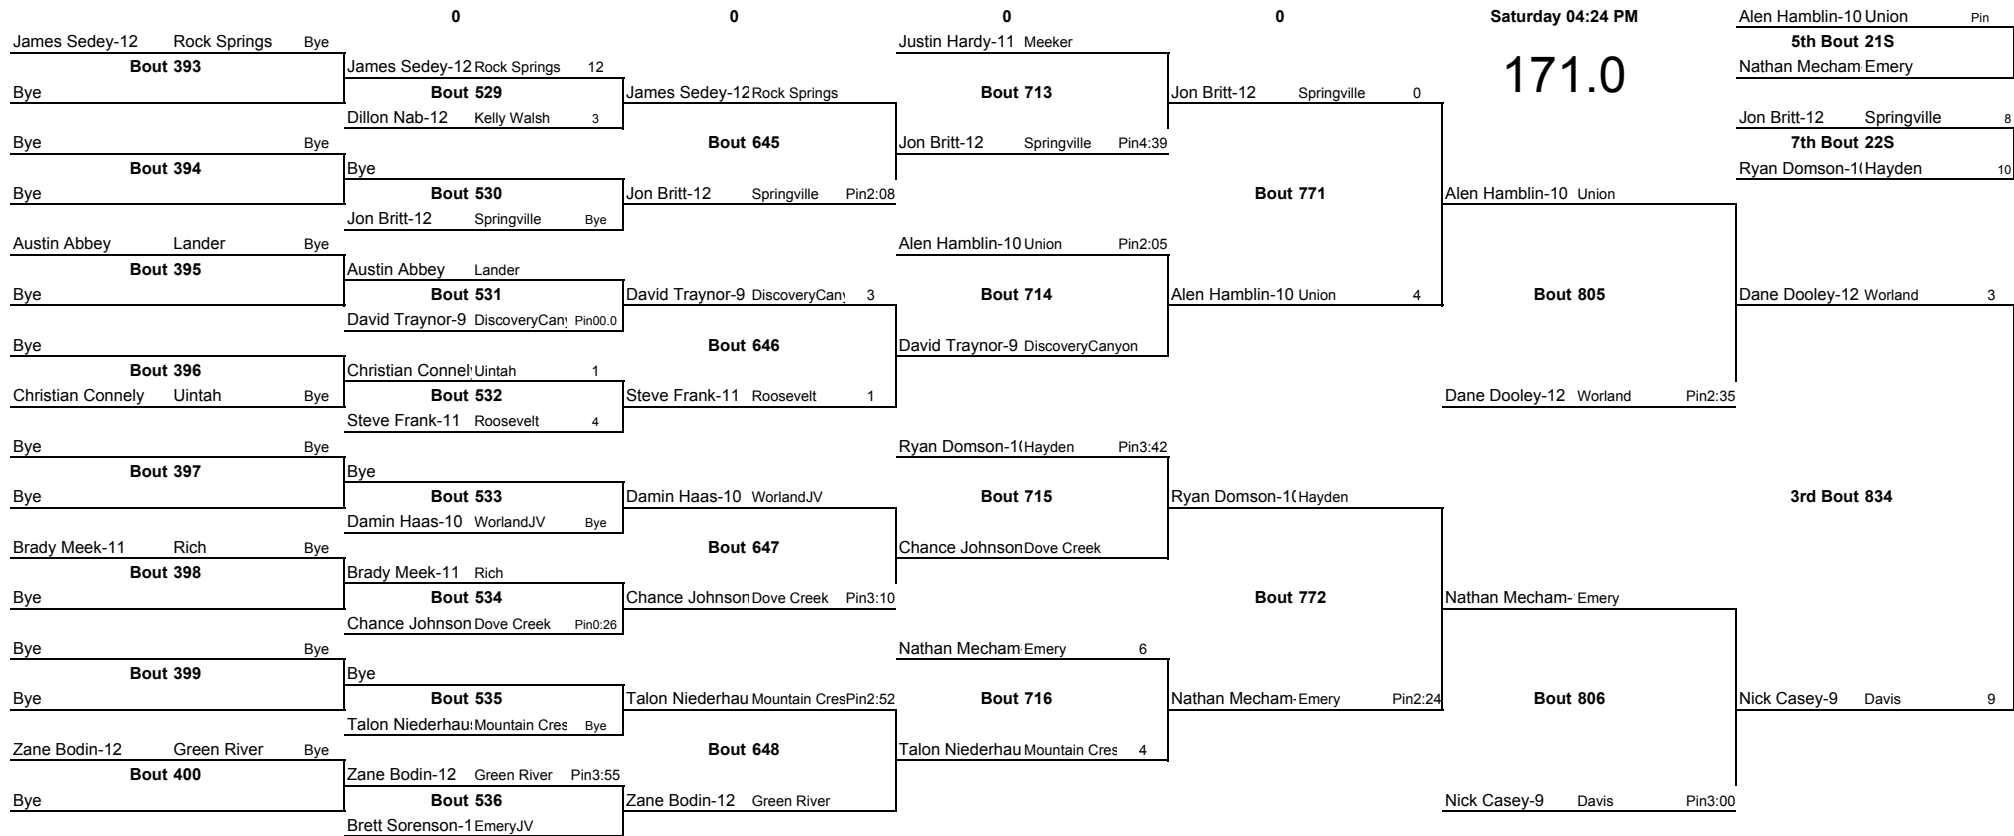 0 0 0 0 Saturday 04:24 PM Alen Hamblin-10 Union Pin
James Sedey-12 Rock Springs Bye Justin Hardy-11 Meeker 5th Bout 21S
Bout 393 James Sedey-12 Rock Springs 12 171.0 Nathan Mecham Emery
Bye Bout 529 James Sedey-12 Rock Springs Bout 713 Jon Britt-12 Springville 0
Dillon Nab-12 Kelly Walsh 3 Jon Britt-12 Springville 8
Bye Bye Bout 645 Jon Britt-12 Springville Pin4:39 7th Bout 22S
Bout 394 Bye Ryan Domson-1( Hayden 10
Bye Bout 530 Jon Britt-12 Springville Pin2:08 Bout 771 Alen Hamblin-10 Union
Jon Britt-12 Springville Bye
Austin Abbey Lander Bye Alen Hamblin-10 Union Pin2:05
Bout 395 Austin Abbey Lander
Bye Bout 531 David Traynor-9 DiscoveryCany 3 Bout 714 Alen Hamblin-10 Union 4 Bout 805 Dane Dooley-12 Worland 3
David Traynor-9 DiscoveryCany Pin00.0
Bye Bout 646 David Traynor-9 DiscoveryCanyon
Bout 396 Christian Connely Uintah 1
Christian Connely Uintah Bye Bout 532 Steve Frank-11 Roosevelt 1 Dane Dooley-12 Worland Pin2:35
Steve Frank-11 Roosevelt 4
Bye Bye Ryan Domson-1( Hayden Pin3:42
Bout 397 Bye
Bye Bout 533 Damin Haas-10 WorlandJV Bout 715 Ryan Domson-1( Hayden 3rd Bout 834
Damin Haas-10 WorlandJV Bye
Brady Meek-11 Rich Bye Bout 647 Chance Johnson Dove Creek
Bout 398 Brady Meek-11 Rich
Bye Bout 534 Chance Johnson Dove Creek Pin3:10 Bout 772 Nathan Mecham- Emery
Chance Johnson Dove Creek Pin0:26
Bye Bye Nathan Mecham Emery 6
Bout 399 Bye
Bye Bout 535 Talon Niederhau Mountain Cres Pin2:52 Bout 716 Nathan Mecham- Emery Pin2:24 Bout 806 Nick Casey-9 Davis 9
Talon Niederhau Mountain Cres Bye
Zane Bodin-12 Green River Bye Bout 648 Talon Niederhau Mountain Cres 4
Bout 400 Zane Bodin-12 Green River Pin3:55
Bye Bout 536 Zane Bodin-12 Green River Nick Casey-9 Davis Pin3:00
Brett Sorenson-1 EmeryJV